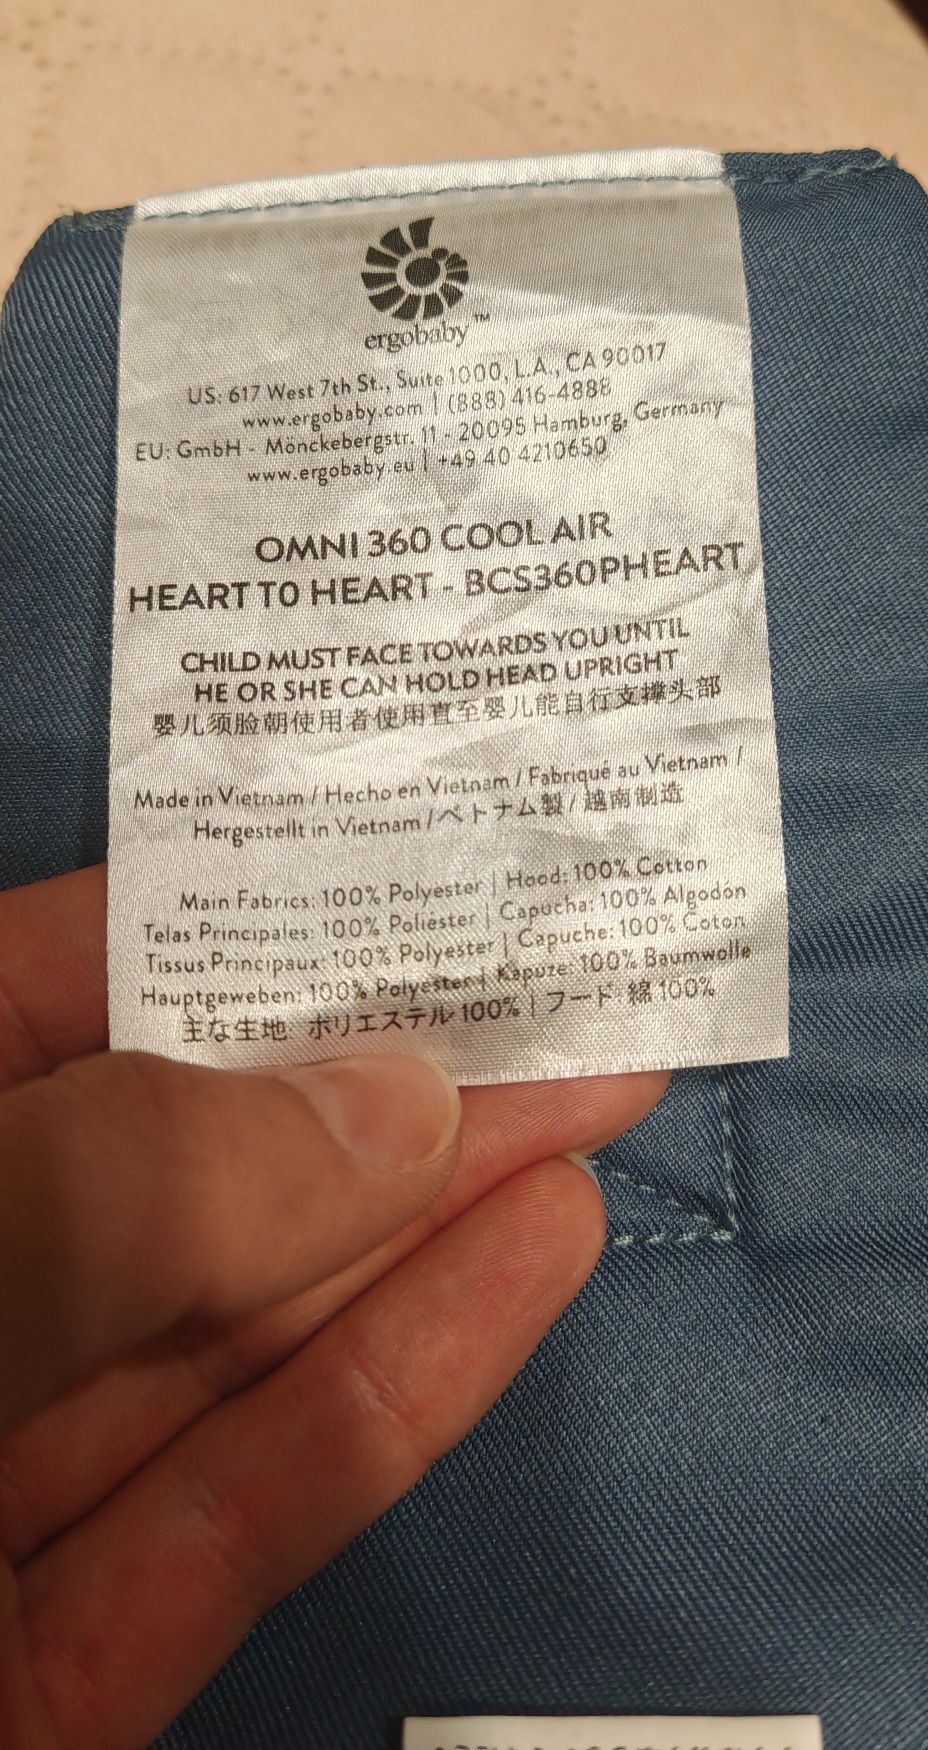 ergobaby™
US: 617 West 7th St., Suite 1000, L.A., CA 90017
www.ergobaby.com | (888) 416-4888
EU: GmbH - Mönckebergstr. 11 - 20095 Hamburg, Germany
www.ergobaby.eu | +49 40 4210650
OMNI 360 COOL AIR
HEART TO HEART - BCS360PHEART
CHILD MUST FACE TOWARDS YOU UNTIL
HE OR SHE CAN HOLD HEAD UPRIGHT
婴儿须脸朝使用者使用直至婴儿能自行支撑头部
Made in Vietnam / Hecho en Vietnam / Fabriqué au Vietnam /
Hergestellt in Vietnam / ベトナム製 / 越南制造
Main Fabrics: 100% Polyester | Hood: 100% Cotton
Telas Principales: 100% Poliéster | Capucha: 100% Algodon
Tissus Principaux: 100% Polyester | Capuche: 100% Coton
Hauptgeweben: 100% Polyester | Kapuze: 100% Baumwolle
主な生地: ポリエステル 100% | フード: 綿 100%